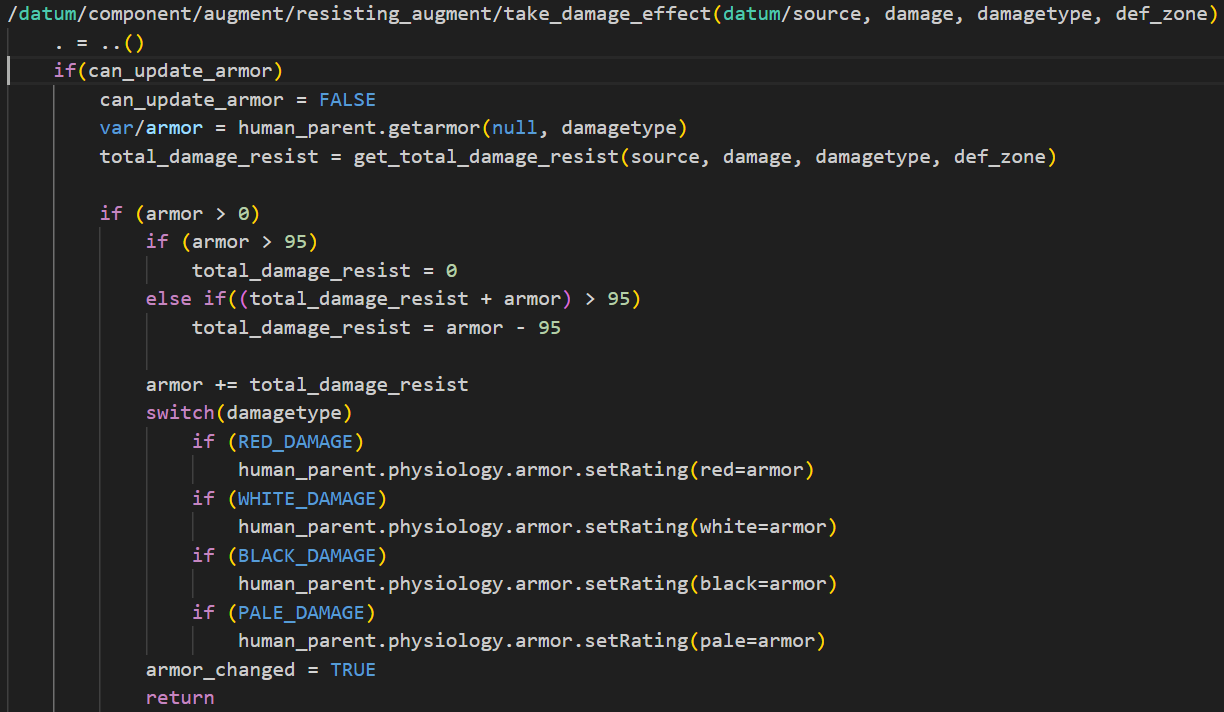 /datum/component/augment/resisting_augment/take_damage_effect(datum/source, damage, damagetype, def_zone)
. = ..()
if(can_update_armor)
can_update_armor = FALSE
var/armor = human_parent.getarmor(null, damagetype)
total_damage_resist = get_total_damage_resist(source, damage, damagetype, def_zone)
if (armor > 0)
if (armor > 95)
total_damage_resist = 0
else if((total_damage_resist + armor) > 95)
total_damage_resist = armor - 95
armor += total_damage_resist
switch(damagetype)
if (RED_DAMAGE)
human_parent.physiology.armor.setRating(red=armor)
if (WHITE_DAMAGE)
human_parent.physiology.armor.setRating(white=armor)
if (BLACK_DAMAGE)
human_parent.physiology.armor.setRating(black=armor)
if (PALE_DAMAGE)
human_parent.physiology.armor.setRating(pale=armor)
armor_changed = TRUE
return